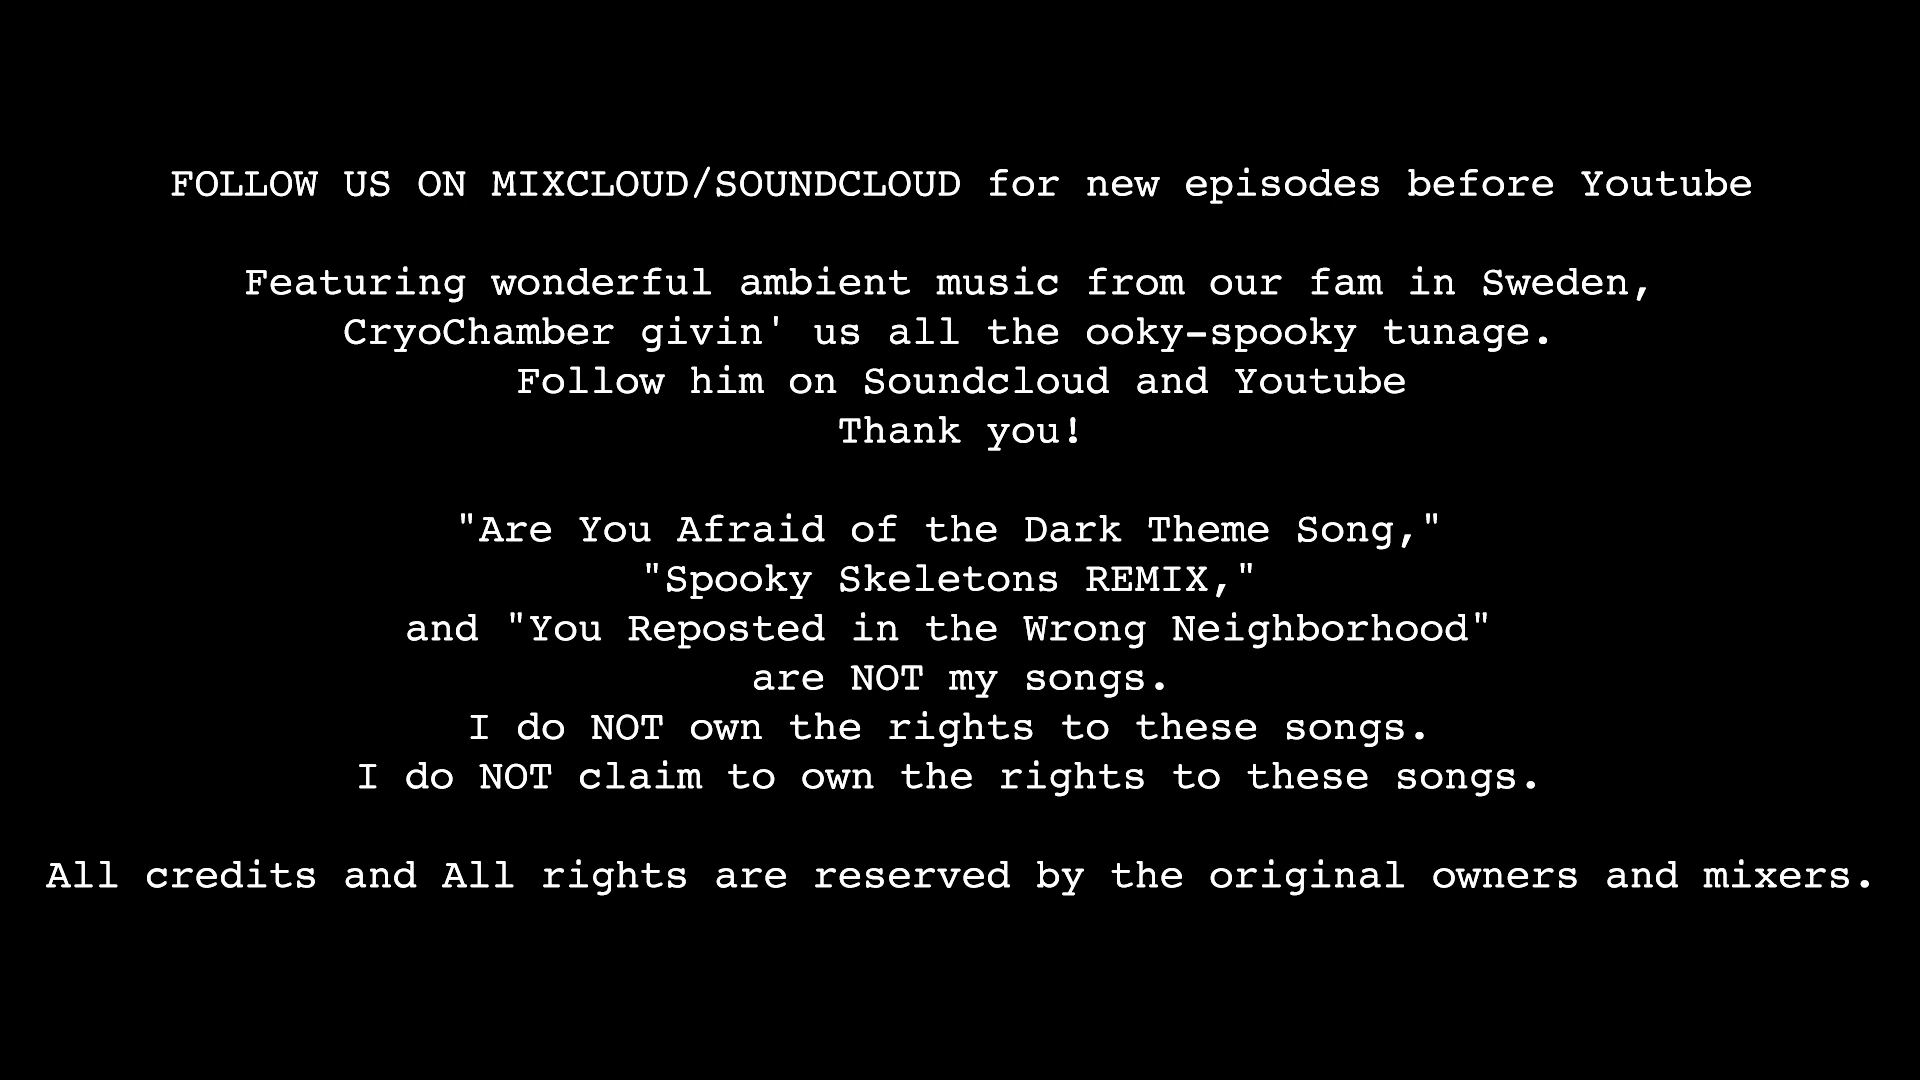 FOLLOW US ON MIXCLOUD/SOUNDCLOUD for new episodes before Youtube
Featuring wonderful ambient music from our fam in Sweden,
CryoChamber givin' us all the ooky-spooky tunage.
Follow him on Soundcloud and Youtube
Thank you!
"Are You Afraid of the Dark Theme Song,"
"Spooky Skeletons REMIX,"
and "You Reposted in the Wrong Neighborhood"
are NOT my songs.
I do NOT own the rights to these songs.
I do NOT claim to own the rights to these songs.
All credits and All rights are reserved by the original owners and mixers.